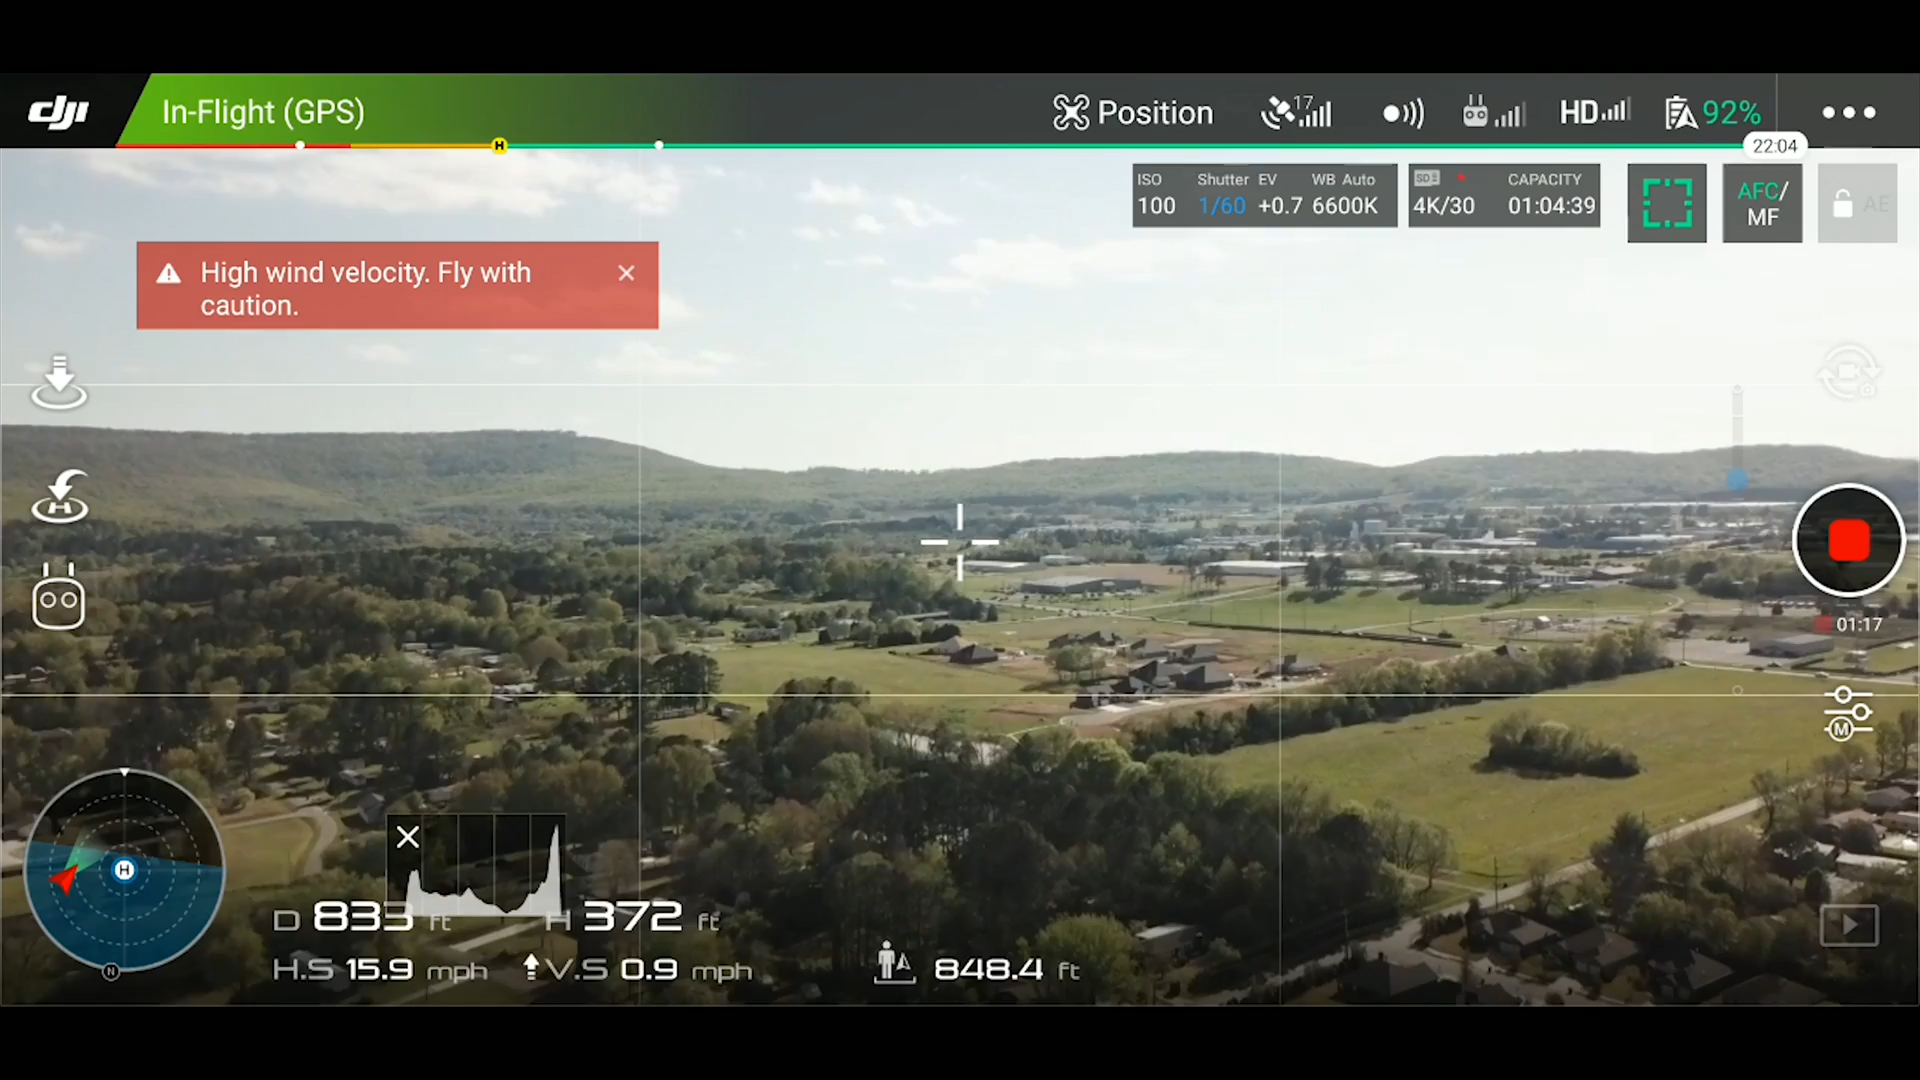 dji
In-Flight (GPS)
Position
17
HD
92%
H
22:04
ISO
100
Shutter
1/60
EV
+0.7
WB Auto
6600K
SD
4K/30
CAPACITY
01:04:39
AFC/
MF
AE
High wind velocity. Fly with
caution.
H
01:17
M
H
N
D 833 ft
H 372 ft
H.S 15.9 mph
V.S 0.9 mph
848.4 ft